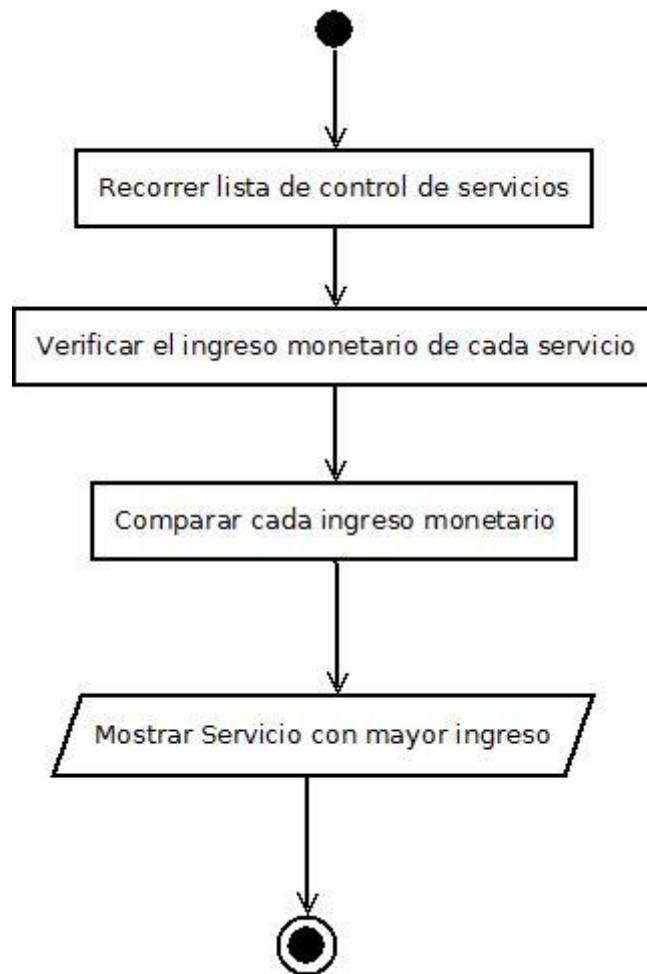 Recorrer lista de control de servicios
Verificar el ingreso monetario de cada servicio
Comparar cada ingreso monetario
Mostrar Servicio con mayor ingreso